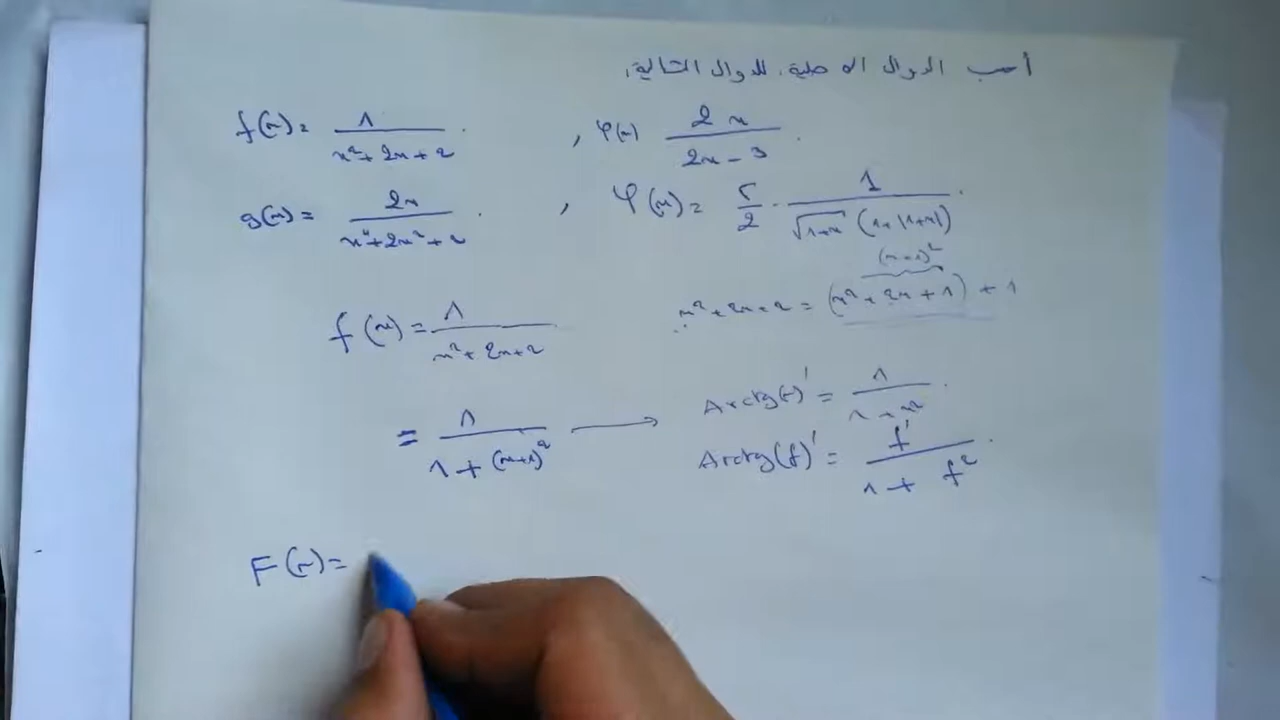 أحسب الدوال الأصلية للدوال التالية:
f(x) = 1/(x²+2x+2) . , φ(x) 2x/(2x-3) .
g(x) = 2x/(x⁴+2x²+2) . , φ(x) = 5/2 · 1/(√(1+x) (1+|1+x|)) .
f(x) = 1/(x²+2x+2) x²+2x+2 = (x²+2x+1) + 1
(x+1)²
= 1/(1+(x+1)²) → Arctg(x)' = 1/(1+x²) .
Arctg(f)' = f'/(1+f²) .
F(x) =